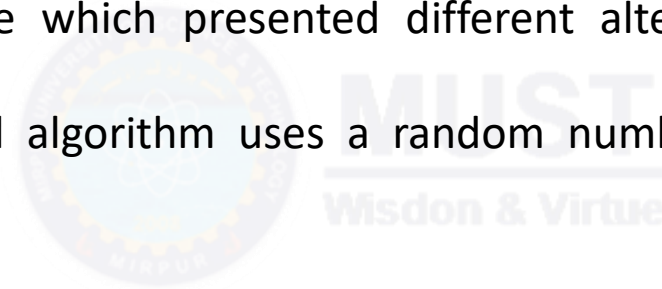 e which presented different alte
l algorithm uses a random numb
MUST
Wisdon & Virtue
MIRPUR